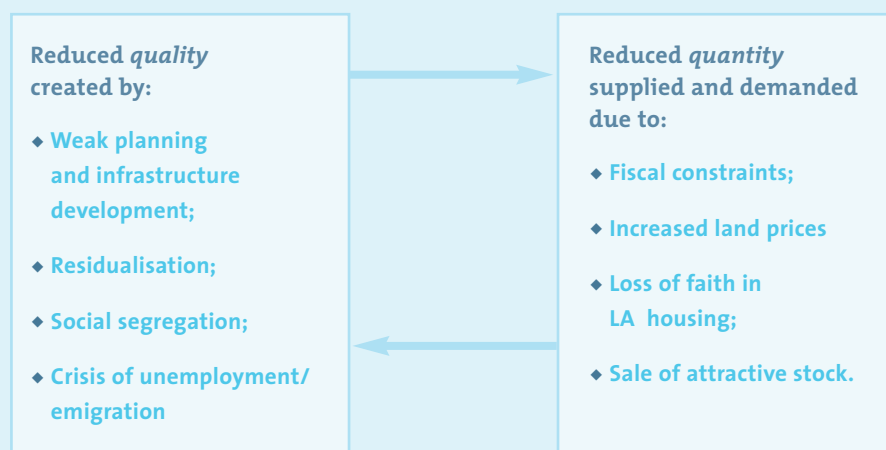 Reduced quality
created by:
◆ Weak planning
and infrastructure
development;
◆ Residualisation;
◆ Social segregation;
◆ Crisis of unemployment/
emigration
Reduced quantity
supplied and demanded
due to:
◆ Fiscal constraints;
◆ Increased land prices
◆ Loss of faith in
LA housing;
◆ Sale of attractive stock.